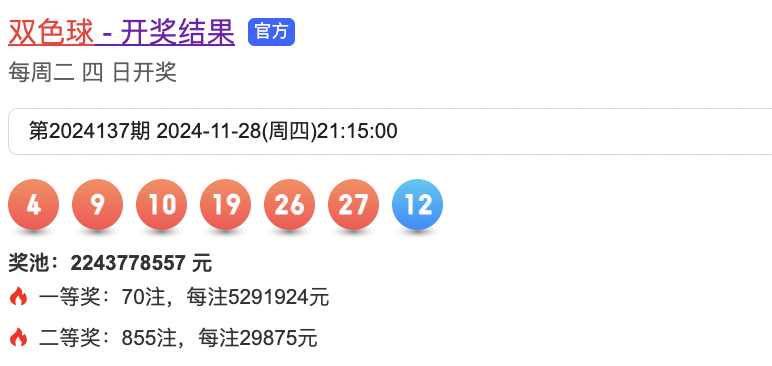 双色球 - 开奖结果 官方
每周二 四 日开奖
第2024137期 2024-11-28(周四)21:15:00
4 9 10 19 26 27 12
奖池：2243778557 元
一等奖：70注，每注5291924元
二等奖：855注，每注29875元